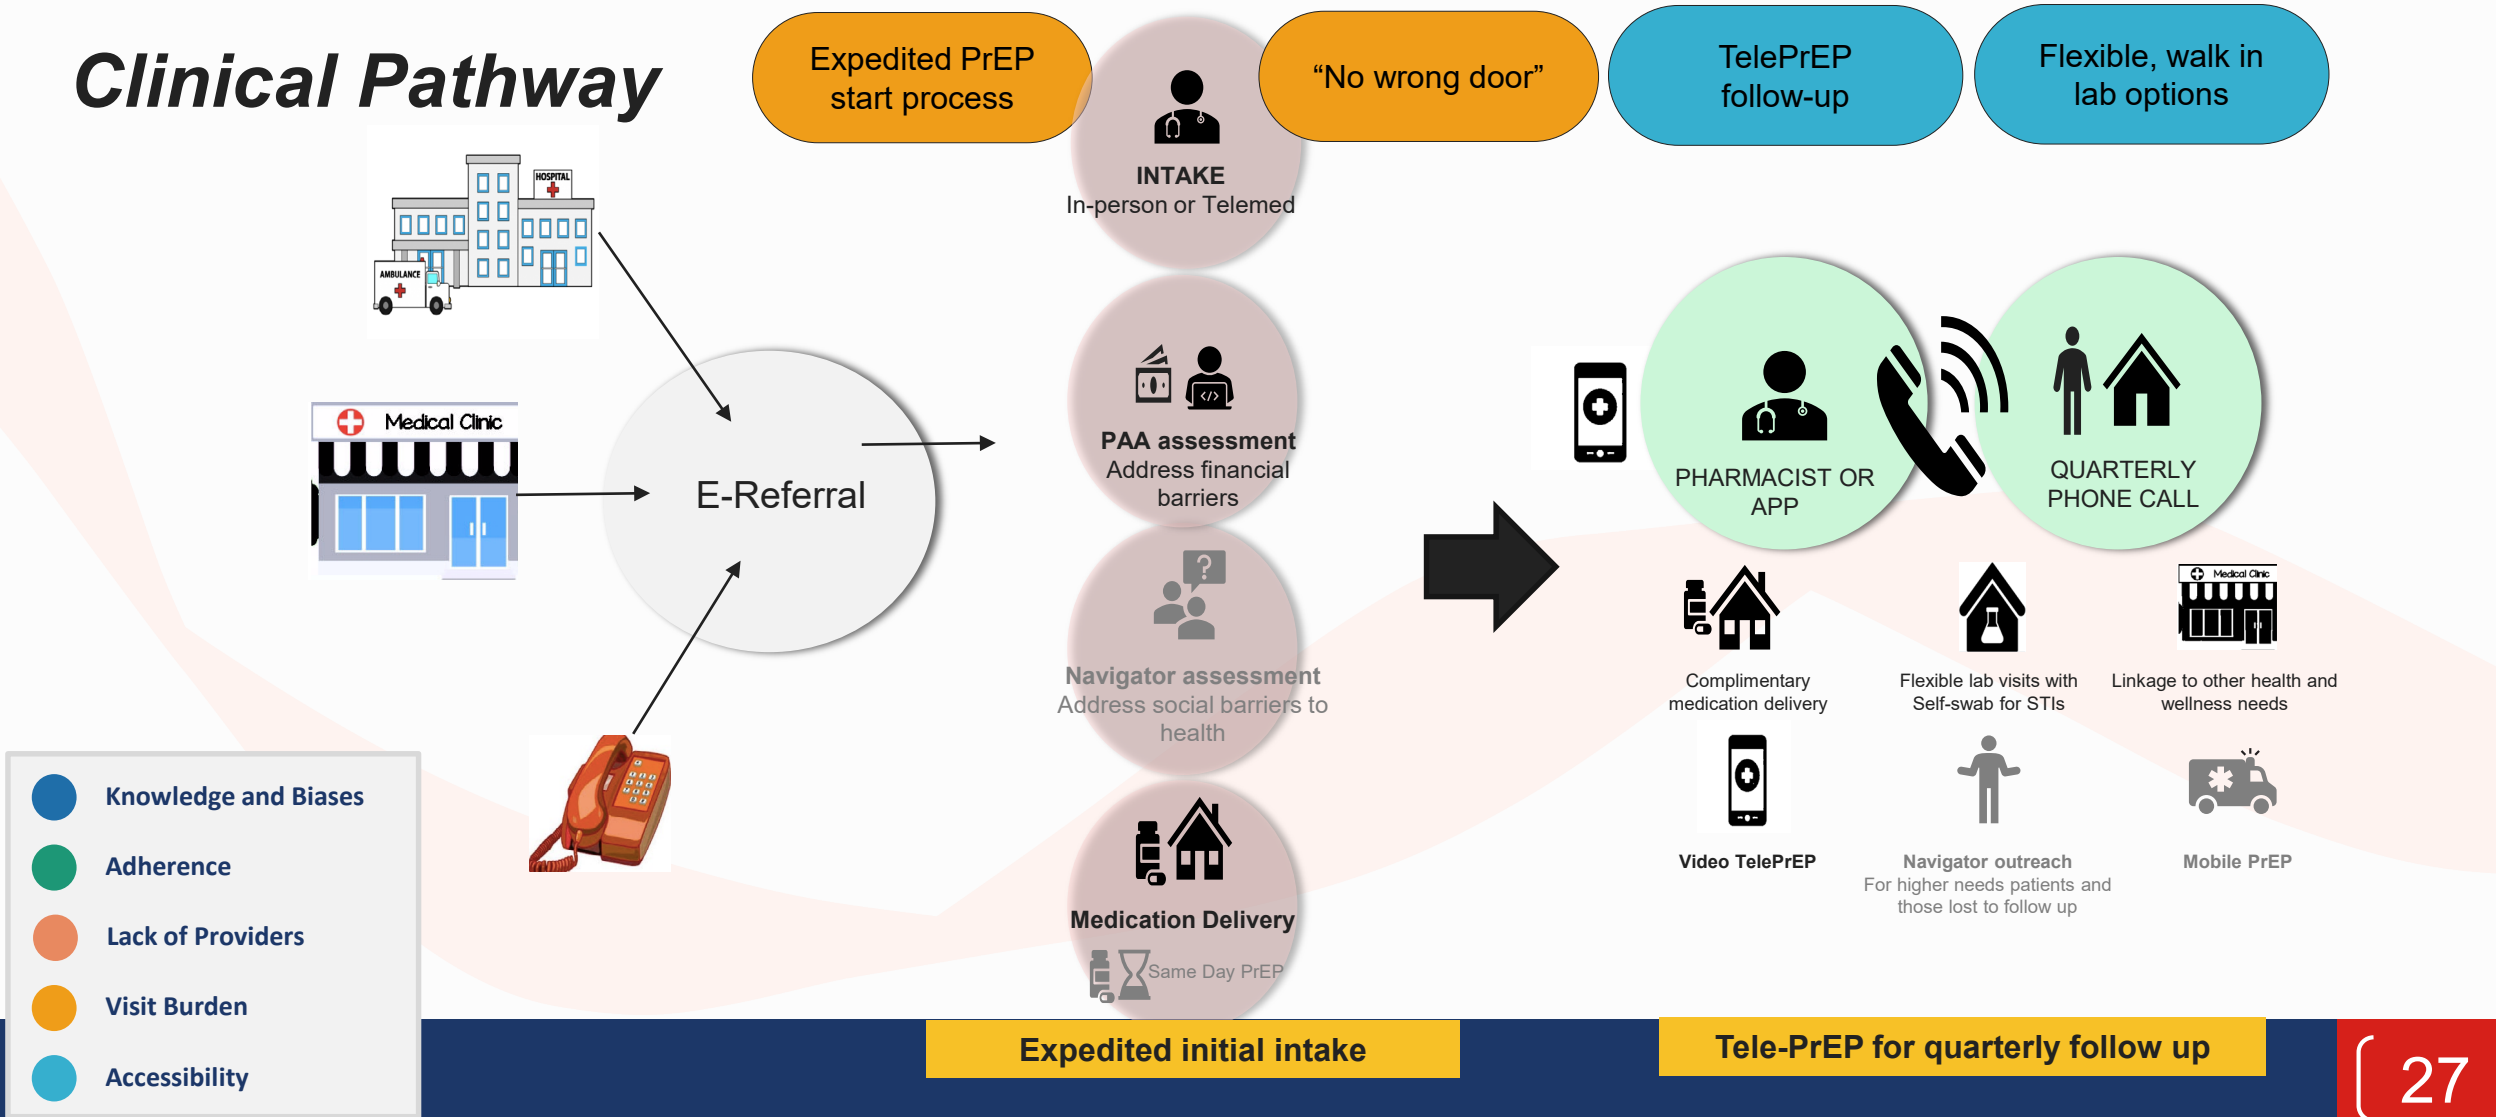 Clinical Pathway
Expedited PrEP
start process
“No wrong door”
TelePrEP
follow-up
Flexible, walk in
lab options
HOSPITAL
AMBULANCE
Medical Clinic
E-Referral
INTAKE
In-person or Telemed
PAA assessment
Address financial
barriers
?
Navigator assessment
Address social barriers to
health
Medication Delivery
Same Day PrEP
PHARMACIST OR
APP
QUARTERLY
PHONE CALL
Complimentary
medication delivery
Flexible lab visits with
Self-swab for STIs
Medical Clinic
Linkage to other health and
wellness needs
Video TelePrEP
Navigator outreach
For higher needs patients and
those lost to follow up
Mobile PrEP
Knowledge and Biases
Adherence
Lack of Providers
Visit Burden
Accessibility
Expedited initial intake
Tele-PrEP for quarterly follow up
27